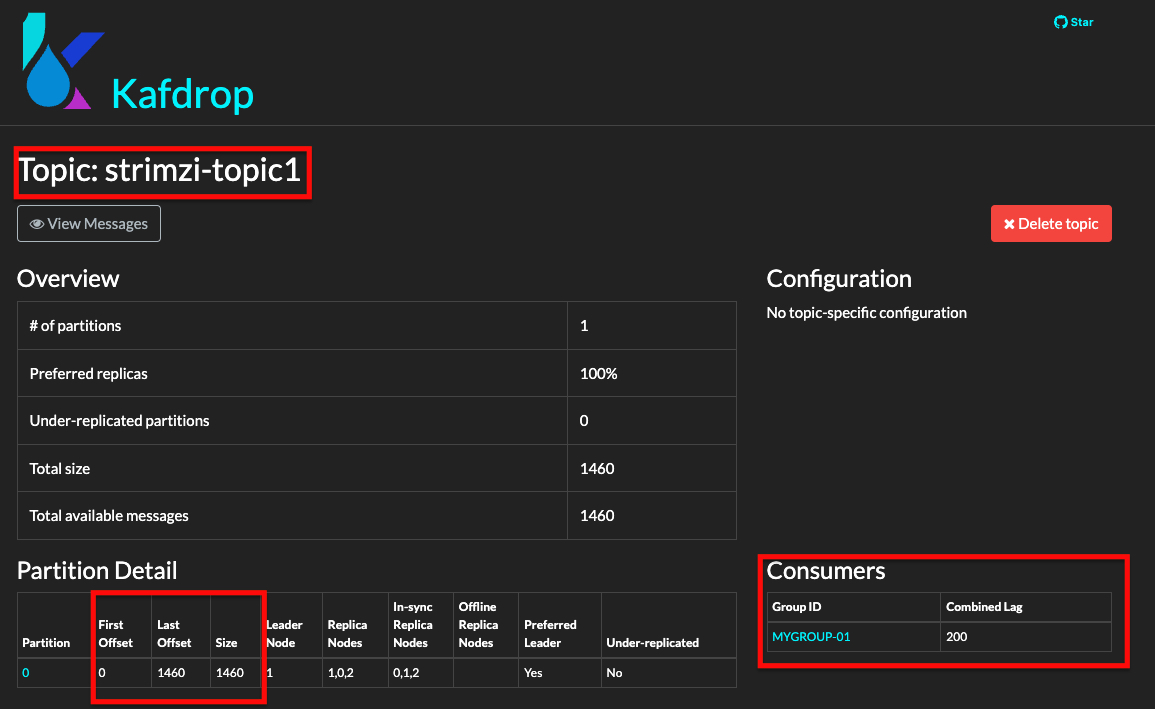 Star
Kafdrop
Topic: strimzi-topic1
View Messages
Delete topic
Overview
# of partitions 1
Preferred replicas 100%
Under-replicated partitions 0
Total size 1460
Total available messages 1460
Configuration
No topic-specific configuration
Partition Detail
Partition First Offset Last Offset Size Leader Node Replica Nodes In-sync Replica Nodes Offline Replica Nodes Preferred Leader Under-replicated
0 0 1460 1460 1 1,0,2 0,1,2 Yes No
Consumers
Group ID Combined Lag
MYGROUP-01 200